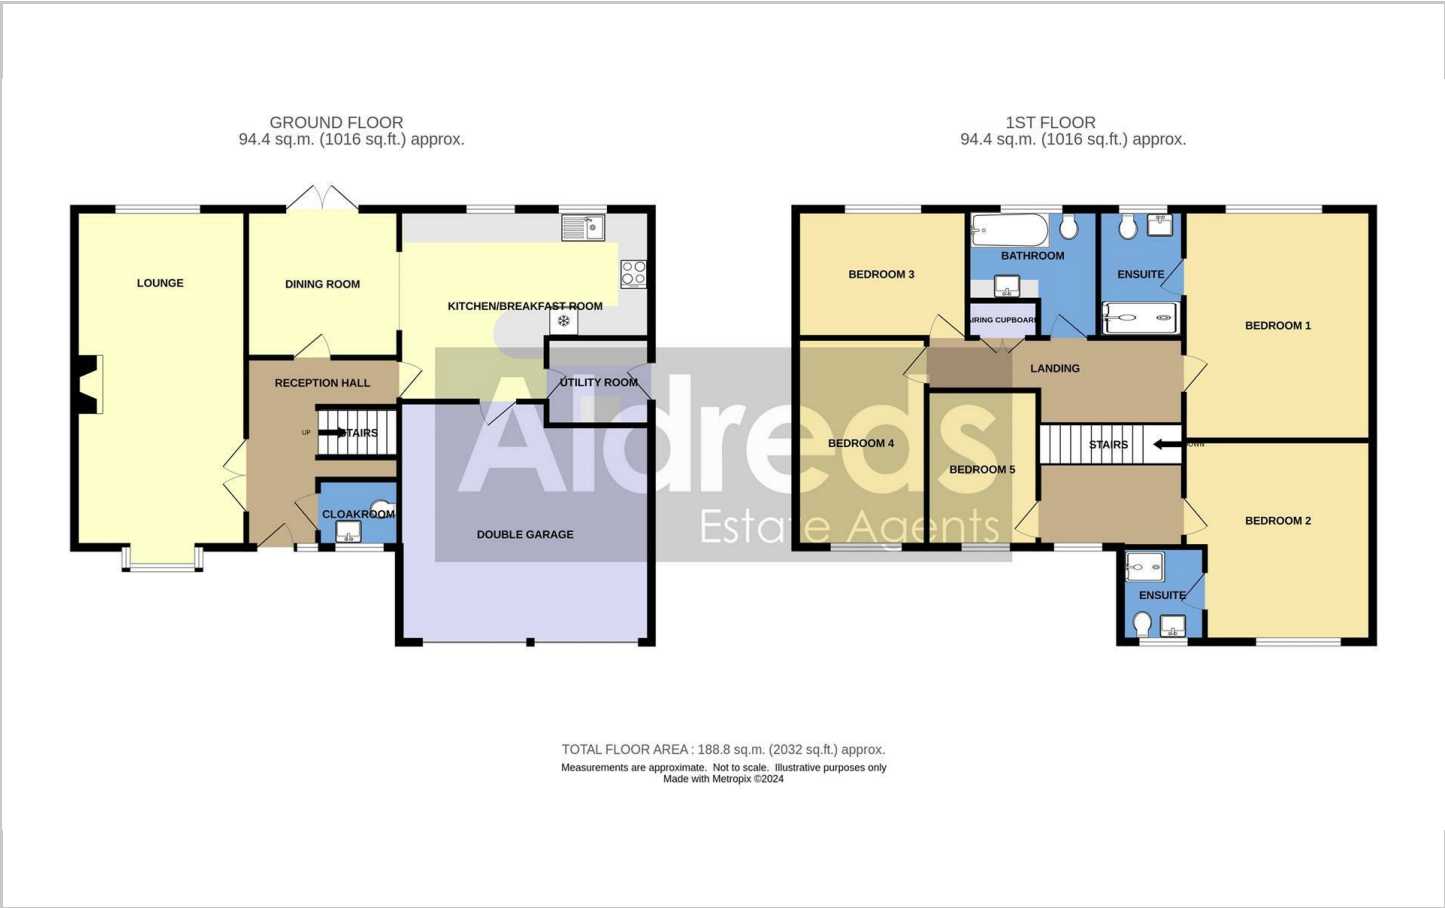 GROUND FLOOR
94.4 sq.m. (1016 sq.ft.) approx.
1ST FLOOR
94.4 sq.m. (1016 sq.ft.) approx.
LOUNGE
DINING ROOM
KITCHEN/BREAKFAST ROOM
RECEPTION HALL
UTILITY ROOM
UP
STAIRS
CLOAKROOM
DOUBLE GARAGE
BEDROOM 3
BATHROOM
ENSUITE
AIRING CUPBOARD
BEDROOM 1
LANDING
BEDROOM 4
STAIRS
DOWN
BEDROOM 5
BEDROOM 2
ENSUITE
Aldreds
Estate Agents
TOTAL FLOOR AREA : 188.8 sq.m. (2032 sq.ft.) approx.
Measurements are approximate. Not to scale. Illustrative purposes only
Made with Metropix ©2024